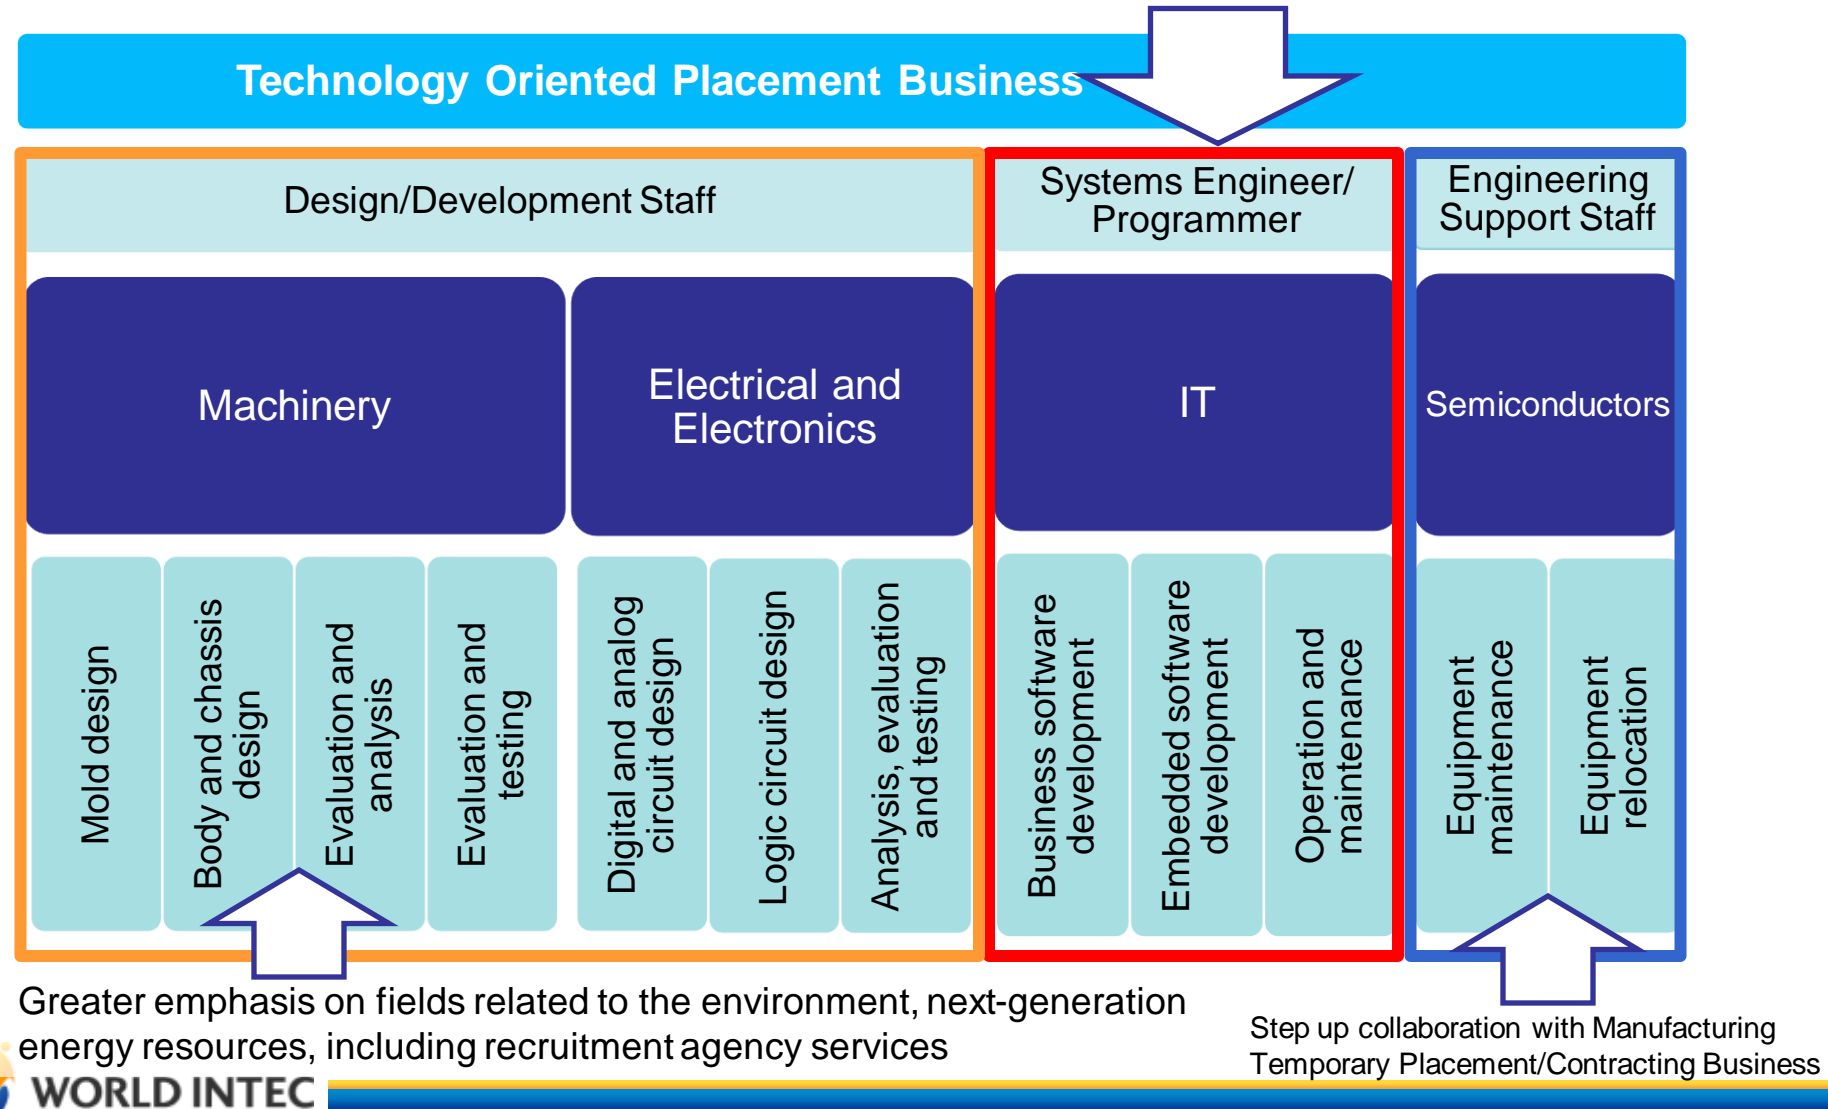 Technology Oriented Placement Business
Design/Development Staff
Systems Engineer/
Programmer
Engineering
Support Staff
Machinery
Electrical and
Electronics
IT
Semiconductors
Mold design
Body and chassis
design
Evaluation and
analysis
Evaluation and
testing
Digital and analog
circuit design
Logic circuit design
Analysis, evaluation
and testing
Business software
development
Embedded software
development
Operation and
maintenance
Equipment
maintenance
Equipment
relocation
Greater emphasis on fields related to the environment, next-generation
energy resources, including recruitment agency services
Step up collaboration with Manufacturing
Temporary Placement/Contracting Business
WORLD INTEC